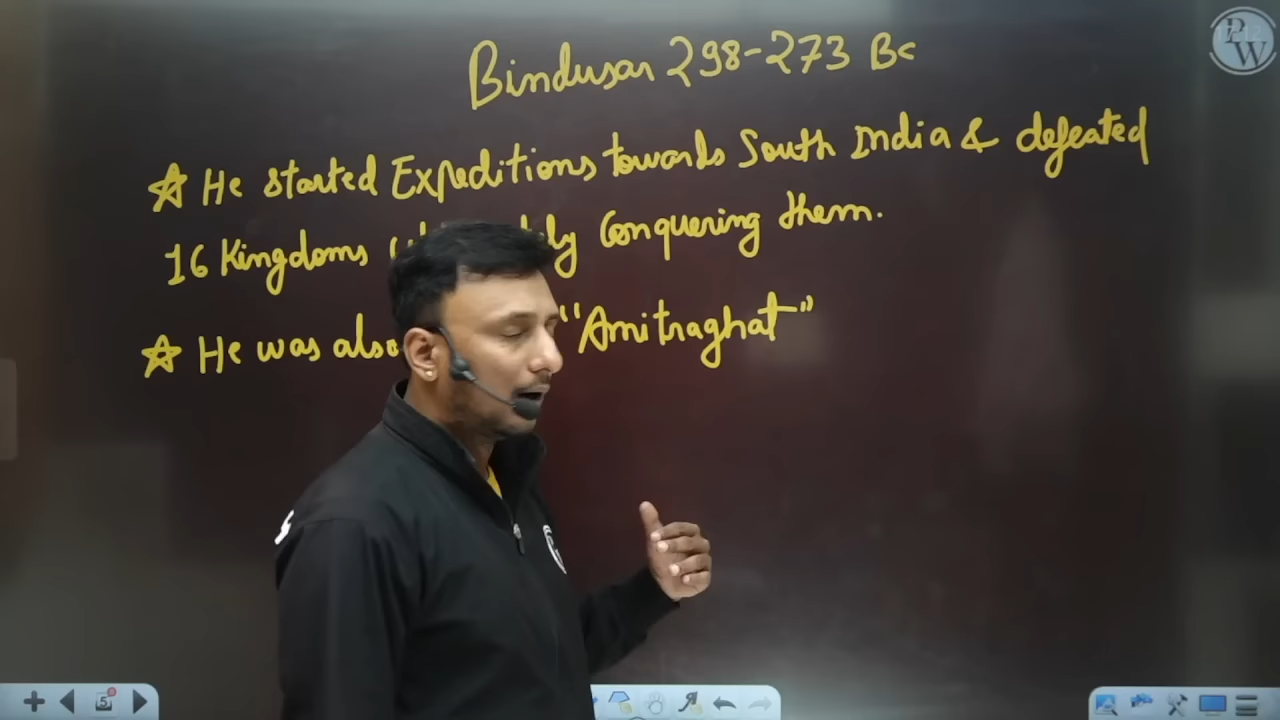 Bindusar 298-273 BC
He started Expeditions towards South India & defeated
16 Kingdoms Conquering them.
He was also "Amitraghat"
PW
5